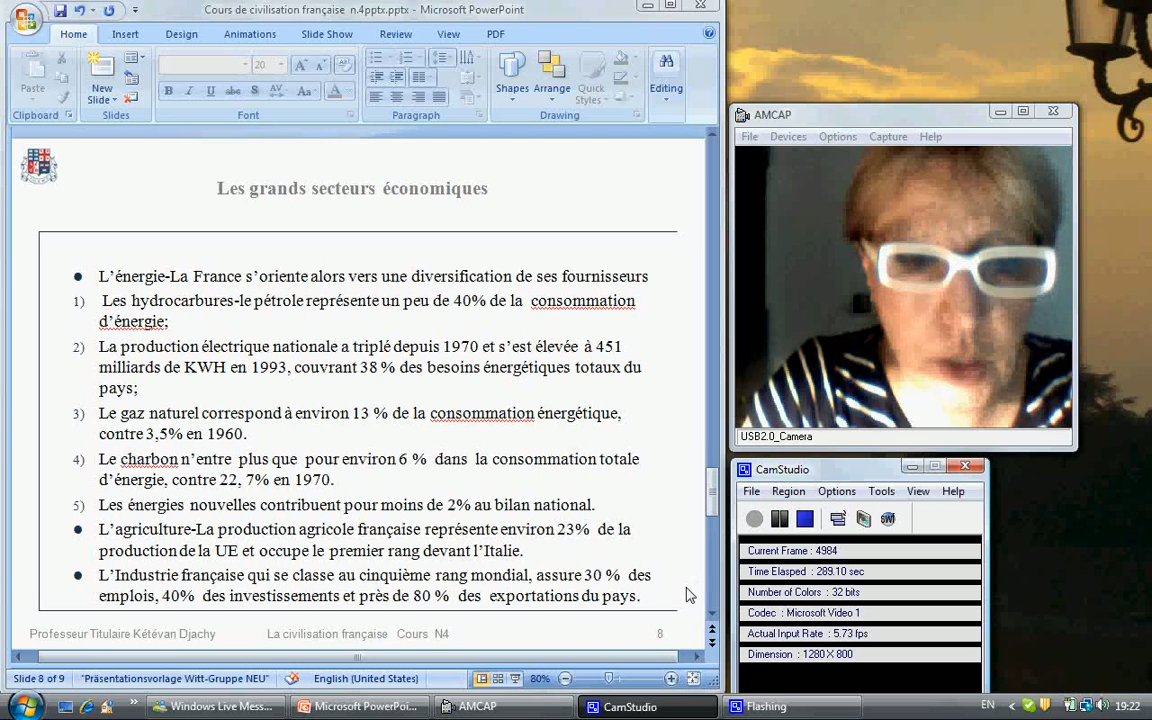 Cours de civilisation française n.4pptx.pptx - Microsoft PowerPoint
Home Insert Design Animations Slide Show Review View PDF
Paste
New
Slide
20
B I U abc S AV Aa A
Shapes Arrange Quick
Styles
Editing
Clipboard Slides Font Paragraph Drawing
Les grands secteurs économiques
● L’énergie-La France s’oriente alors vers une diversification de ses fournisseurs
1) Les hydrocarbures-le pétrole représente un peu de 40% de la consommation
d’énergie;
2) La production électrique nationale a triplé depuis 1970 et s’est élevée à 451
milliards de KWH en 1993, couvrant 38 % des besoins énergétiques totaux du
pays;
3) Le gaz naturel correspond à environ 13 % de la consommation énergétique,
contre 3,5% en 1960.
4) Le charbon n’entre plus que pour environ 6 % dans la consommation totale
d’énergie, contre 22, 7% en 1970.
5) Les énergies nouvelles contribuent pour moins de 2% au bilan national.
● L’agriculture-La production agricole française représente environ 23% de la
production de la UE et occupe le premier rang devant l’Italie.
● L’Industrie française qui se classe au cinquième rang mondial, assure 30 % des
emplois, 40% des investissements et près de 80 % des exportations du pays.
Professeur Titulaire Kétévan Djachy La civilisation française Cours N4 8
Slide 8 of 9 "Präsentationsvorlage Witt-Gruppe NEU" English (United States) 80%
AMCAP
File Devices Options Capture Help
USB2.0_Camera
CamStudio
File Region Options Tools View Help
Current Frame : 4984
Time Elasped : 289.10 sec
Number of Colors : 32 bits
Codec : Microsoft Video 1
Actual Input Rate : 5.73 fps
Dimension : 1280 X 800
Windows Live Mess... Microsoft PowerPoi... AMCAP CamStudio Flashing EN 19:22